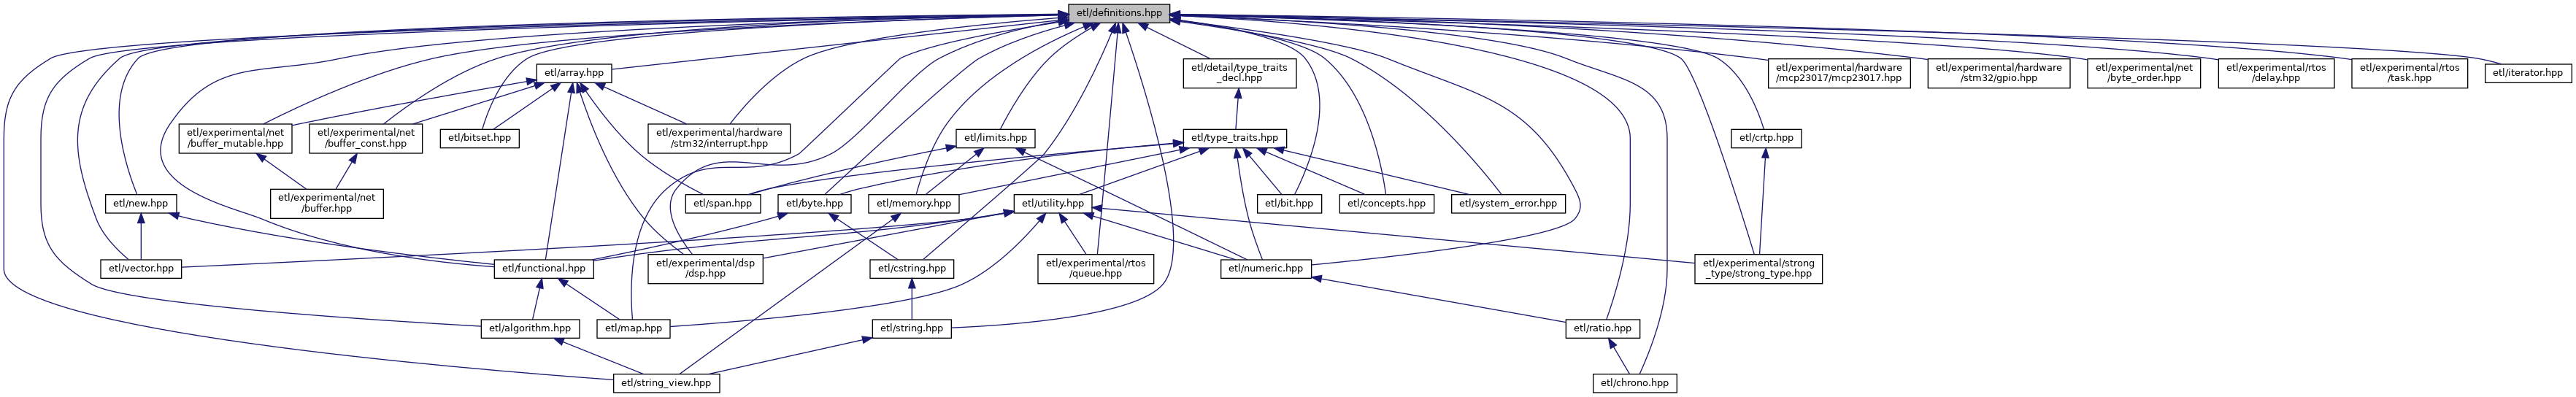 etl/definitions.hpp
etl/array.hpp
etl/detail/type_traits
_decl.hpp
etl/experimental/hardware
/mcp23017/mcp23017.hpp
etl/experimental/hardware
/stm32/gpio.hpp
etl/experimental/net
/byte_order.hpp
etl/experimental/rtos
/delay.hpp
etl/experimental/rtos
/task.hpp
etl/iterator.hpp
etl/experimental/net
/buffer_mutable.hpp
etl/experimental/net
/buffer_const.hpp
etl/bitset.hpp
etl/experimental/hardware
/stm32/interrupt.hpp
etl/limits.hpp
etl/type_traits.hpp
etl/crtp.hpp
etl/new.hpp
etl/experimental/net
/buffer.hpp
etl/span.hpp
etl/byte.hpp
etl/memory.hpp
etl/utility.hpp
etl/bit.hpp
etl/concepts.hpp
etl/system_error.hpp
etl/vector.hpp
etl/functional.hpp
etl/experimental/dsp
/dsp.hpp
etl/cstring.hpp
etl/experimental/rtos
/queue.hpp
etl/numeric.hpp
etl/experimental/strong
_type/strong_type.hpp
etl/algorithm.hpp
etl/map.hpp
etl/string.hpp
etl/ratio.hpp
etl/string_view.hpp
etl/chrono.hpp